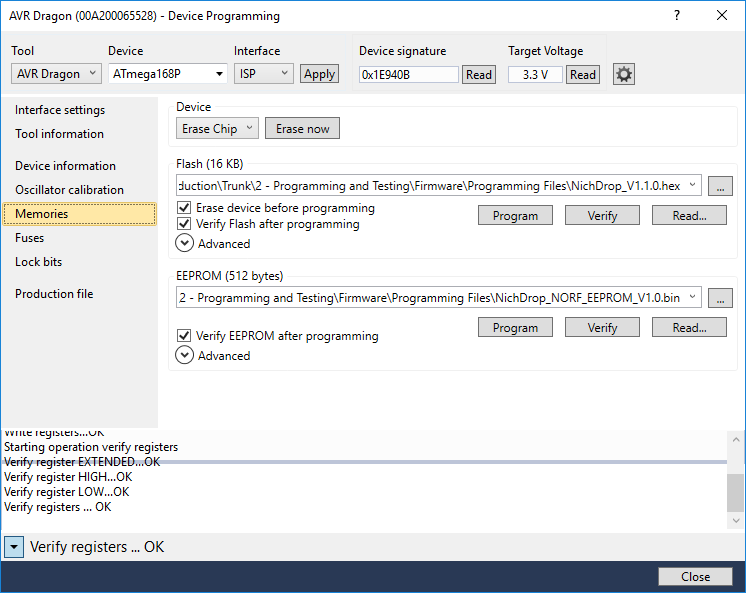 AVR Dragon (00A200065528) - Device Programming
?
Tool Device Interface Device signature Target Voltage
AVR Dragon ATmega168P ISP Apply 0x1E940B Read 3.3 V Read
Interface settings
Tool information
Device information
Oscillator calibration
Memories
Fuses
Lock bits
Production file
Device
Erase Chip Erase now
Flash (16 KB)
duction\Trunk\2 - Programming and Testing\Firmware\Programming Files\NichDrop_V1.1.0.hex ...
Erase device before programming
Verify Flash after programming
Program Verify Read...
Advanced
EEPROM (512 bytes)
2 - Programming and Testing\Firmware\Programming Files\NichDrop_NORF_EEPROM_V1.0.bin ...
Program Verify Read...
Verify EEPROM after programming
Advanced
Write registers...OK
Starting operation verify registers
Verify register EXTENDED...OK
Verify register HIGH...OK
Verify register LOW...OK
Verify registers ... OK
Verify registers ... OK
Close